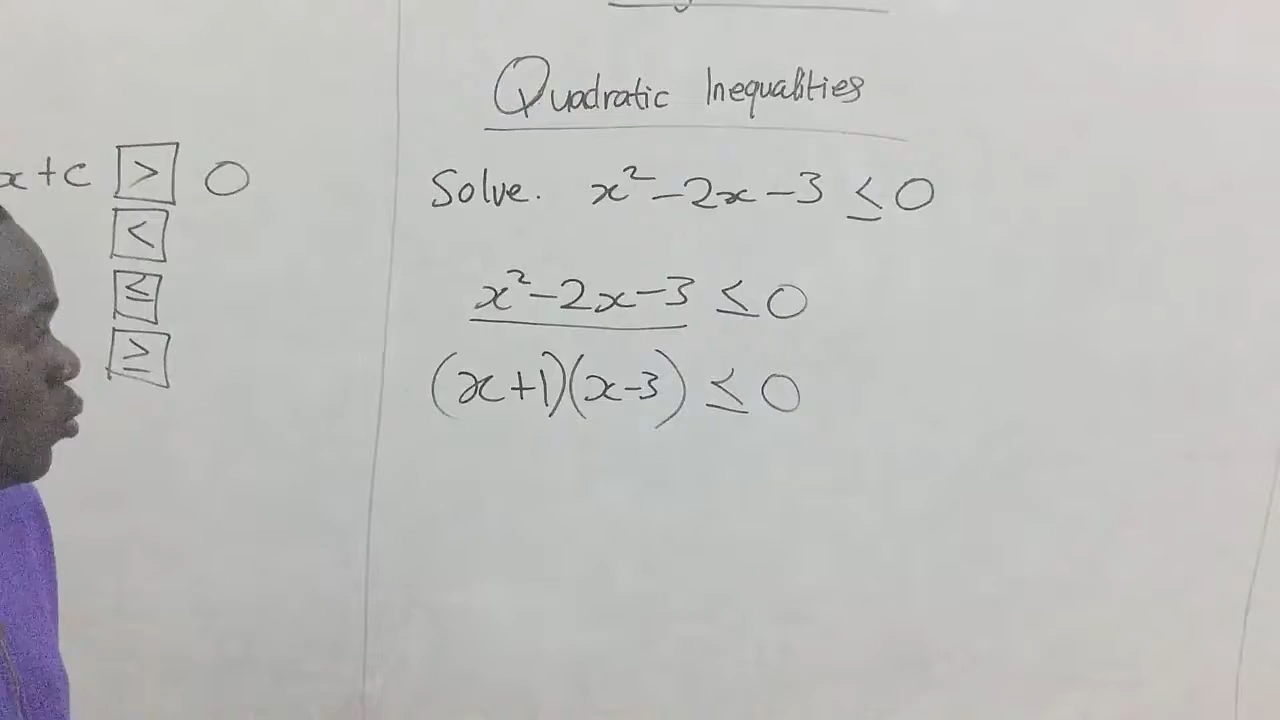 Quadratic Inequalities
x+c > 0
<
≤
≥
Solve. x²-2x-3 ≤ 0
x²-2x-3 ≤ 0
(x+1)(x-3) ≤ 0